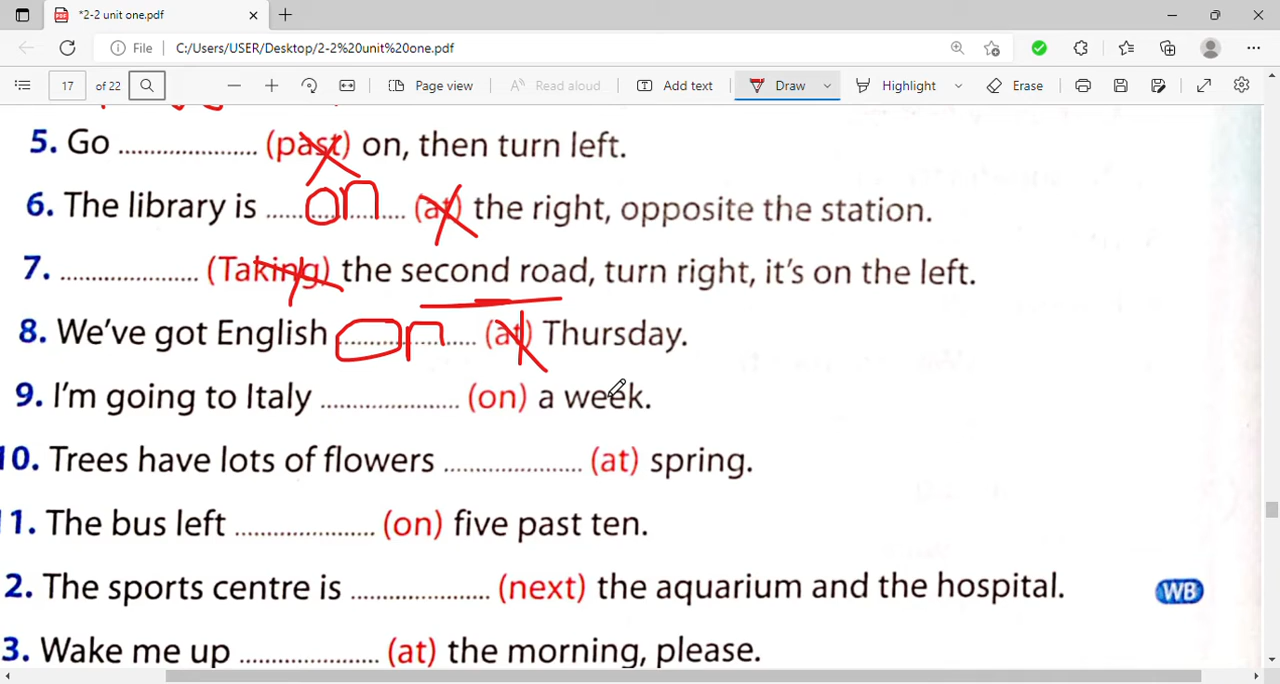 *2-2 unit one.pdf
File C:/Users/USER/Desktop/2-2%20unit%20one.pdf
17 of 22 Page view Read aloud Add text Draw Highlight Erase
5. Go ..................... (past) on, then turn left.
6. The library is ..... on .... (at) the right, opposite the station.
7. ..................... (Taking) the second road, turn right, it's on the left.
8. We've got English on ..... (at) Thursday.
9. I'm going to Italy ..................... (on) a week.
10. Trees have lots of flowers ..................... (at) spring.
1. The bus left ..................... (on) five past ten.
2. The sports centre is ..................... (next) the aquarium and the hospital.
WB
3. Wake me up ..................... (at) the morning, please.